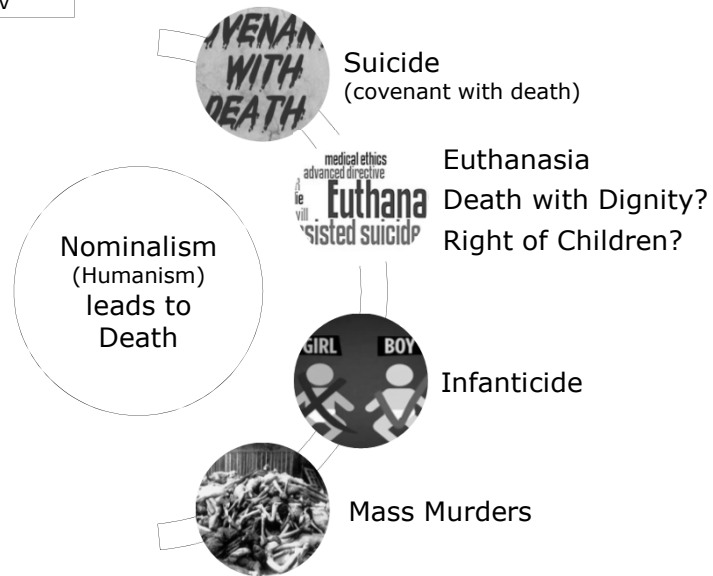 COVENANT
WITH
DEATH
Suicide
(covenant with death)
medical ethics
advanced directive
Euthana
sisted suicide
Euthanasia
Death with Dignity?
Right of Children?
Nominalism
(Humanism)
leads to
Death
GIRL
BOY
Infanticide
Mass Murders